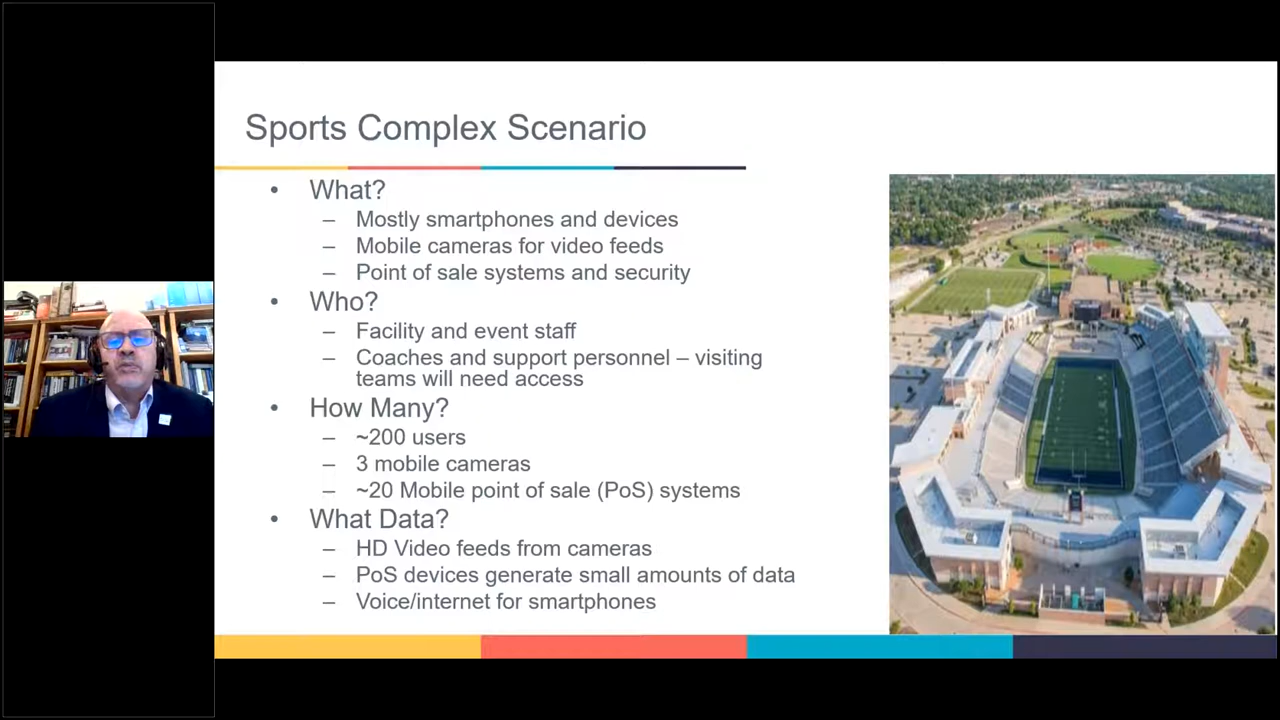 Sports Complex Scenario
• What?
– Mostly smartphones and devices
– Mobile cameras for video feeds
– Point of sale systems and security
• Who?
– Facility and event staff
– Coaches and support personnel – visiting
teams will need access
• How Many?
– ~200 users
– 3 mobile cameras
– ~20 Mobile point of sale (PoS) systems
• What Data?
– HD Video feeds from cameras
– PoS devices generate small amounts of data
– Voice/internet for smartphones